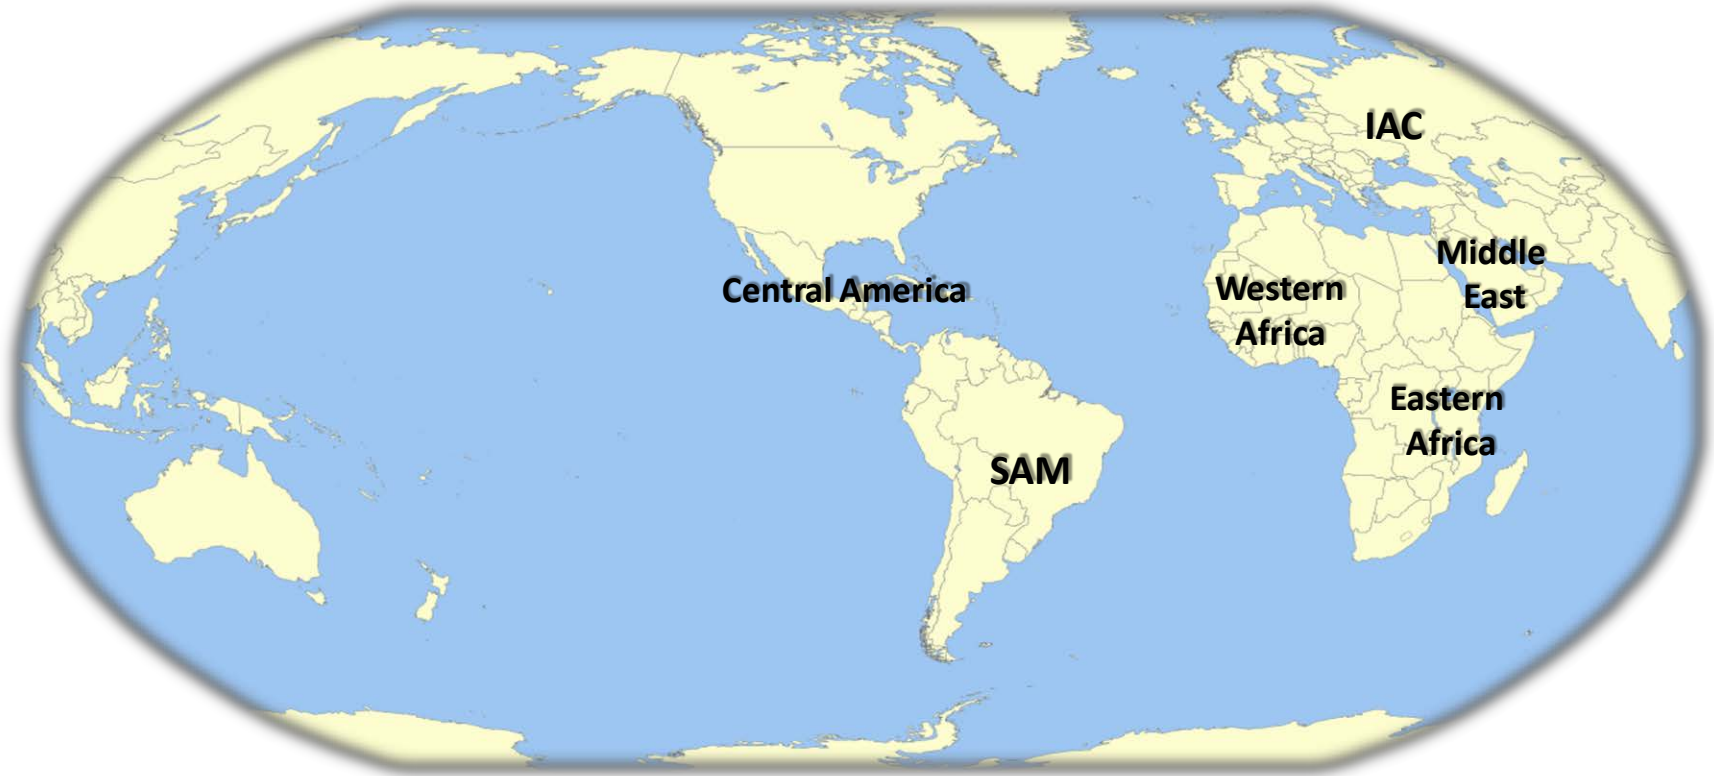 IAC
Middle
East
Central America
Western
Africa
Eastern
Africa
SAM